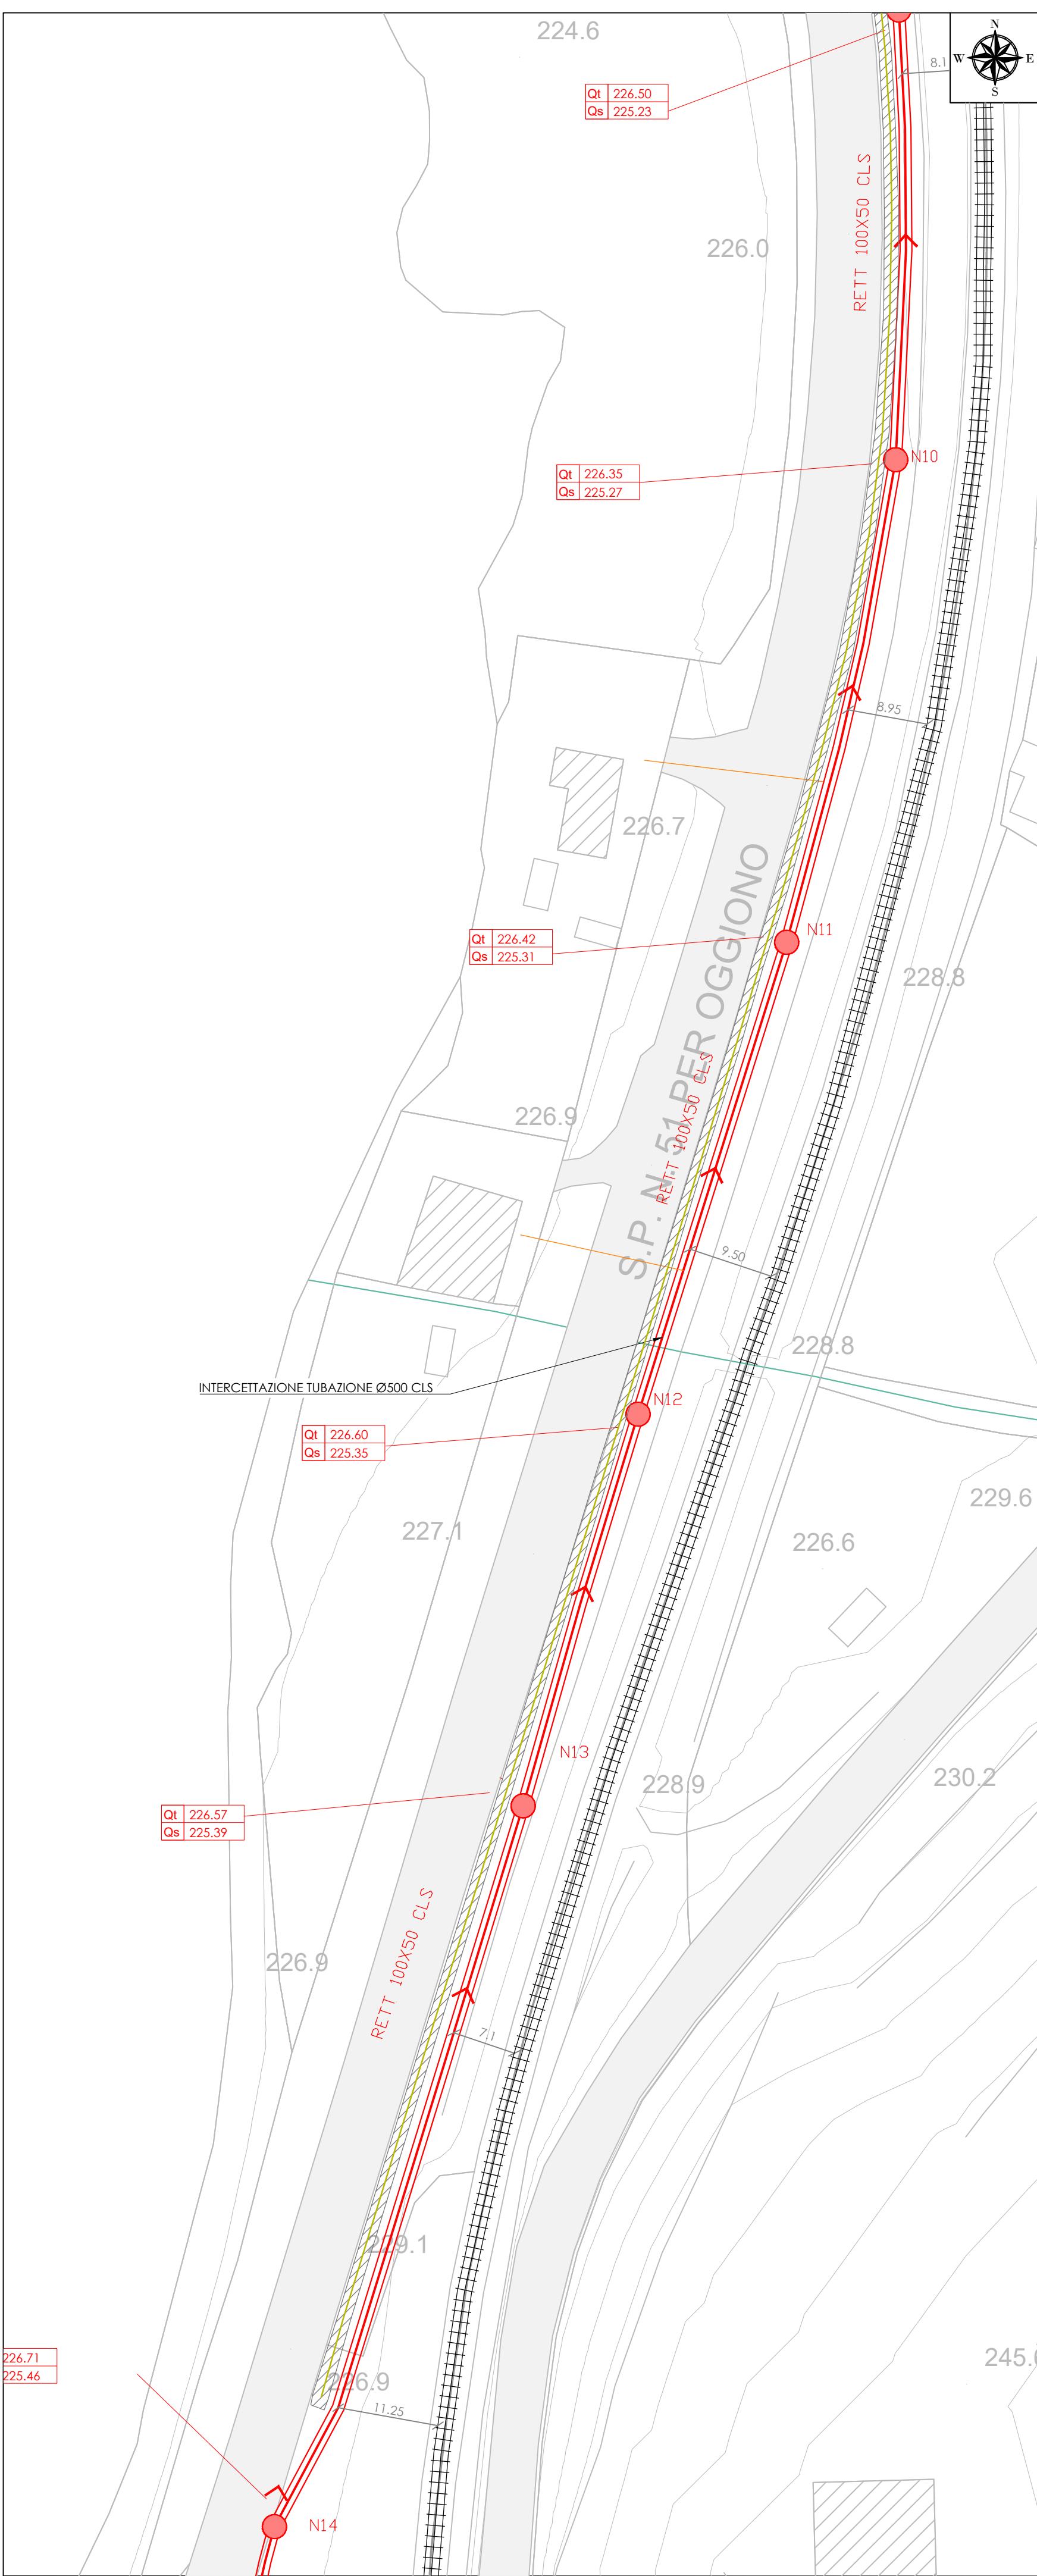 224.6
N
W E
S
8.1
Qt 226.50
Qs 225.23
RETT 100X50 CLS
226.0
N10
Qt 226.35
Qs 225.27
8.95
226.7
S.P. N. 51 PER OGGIONO
N11
Qt 226.42
Qs 225.31
228.8
RETT 100X50 CLS
226.9
9.50
228.8
INTERCETTAZIONE TUBAZIONE Ø500 CLS
N12
Qt 226.60
Qs 225.35
229.6
227.1
226.6
N13
230.2
228.9
Qt 226.57
Qs 225.39
RETT 100X50 CLS
226.9
7.1
229.1
226.71
225.46
245.
226.9
11.25
N14